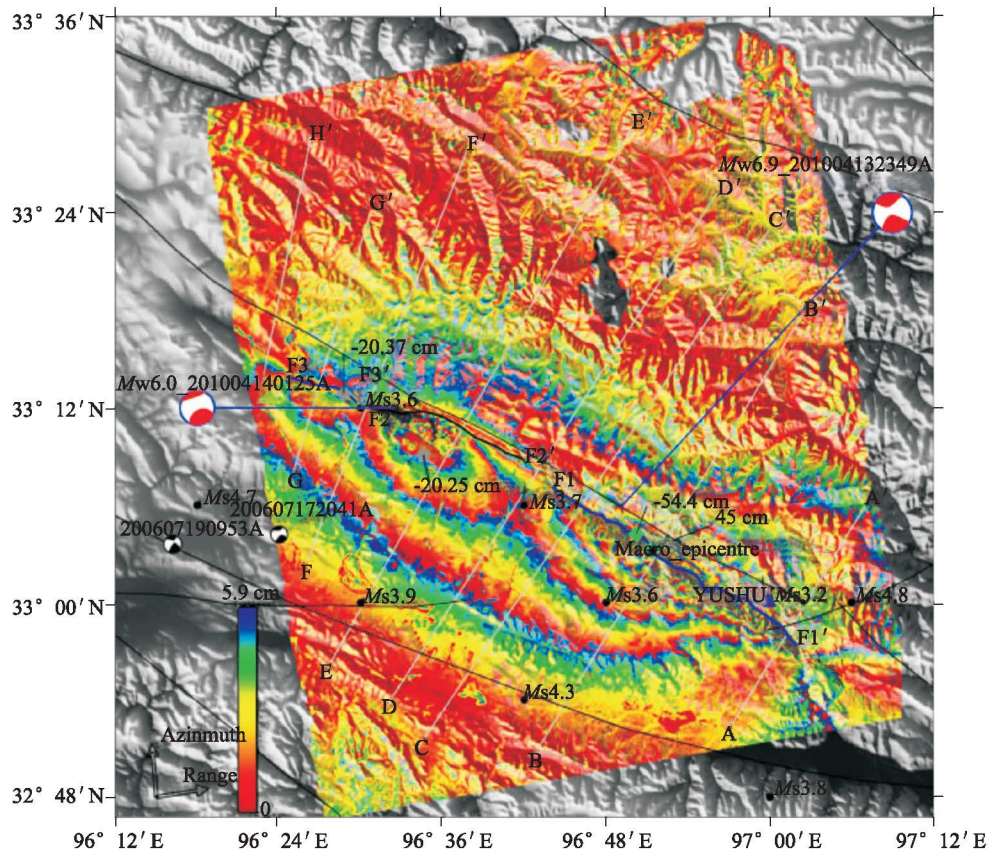 33° 36′ N
H′
F′
E′
Mw6.9_201004132349A
D′
G′
C′
33° 24′ N
B′
-20.37 cm
F3
F3′
Mw6.0_201004140125A
Ms3.6
33° 12′ N
F2
F2′
F1
G
-20.25 cm
A′
Ms4.7
Ms3.7
-54.4 cm
200607172041A
45 cm
200607190953A
Macro_epicentre
F
5.9 cm
Ms3.9
Ms3.6
YUSHU
Ms3.2
Ms4.8
33° 00′ N
F1′
E
Ms4.3
D
Azimuth
C
A
B
Range
Ms3.8
32° 48′ N
0
96° 12′ E
96° 24′ E
96° 36′ E
96° 48′ E
97° 00′ E
97° 12′ E